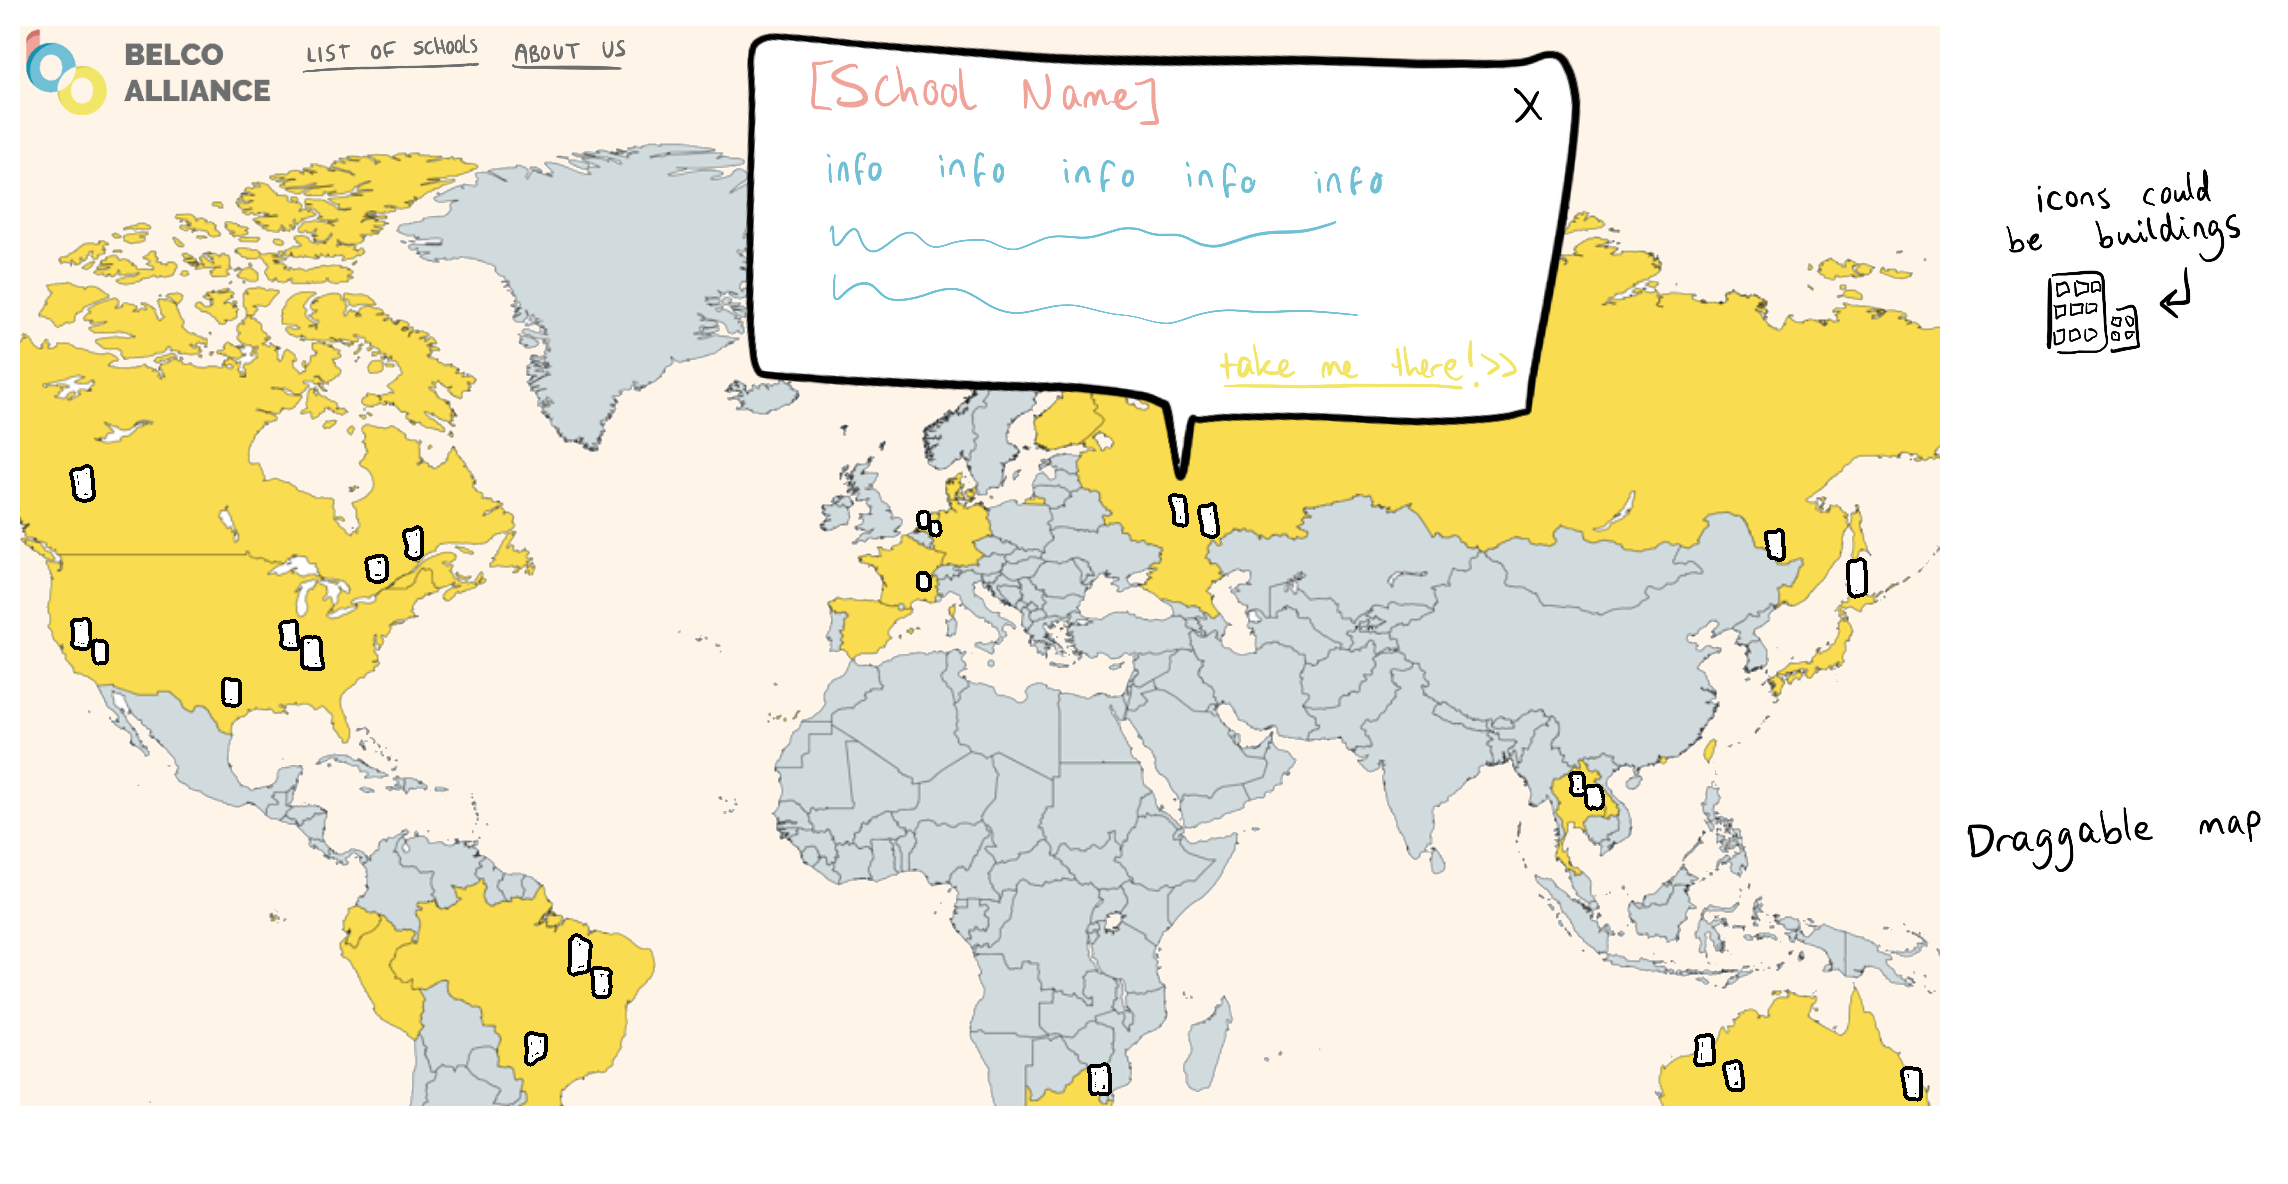 BELCO
ALLIANCE
LIST OF SCHOOLS
ABOUT US
[School Name]
X
info info info info info
take me there! >>
icons could
be buildings
Draggable map